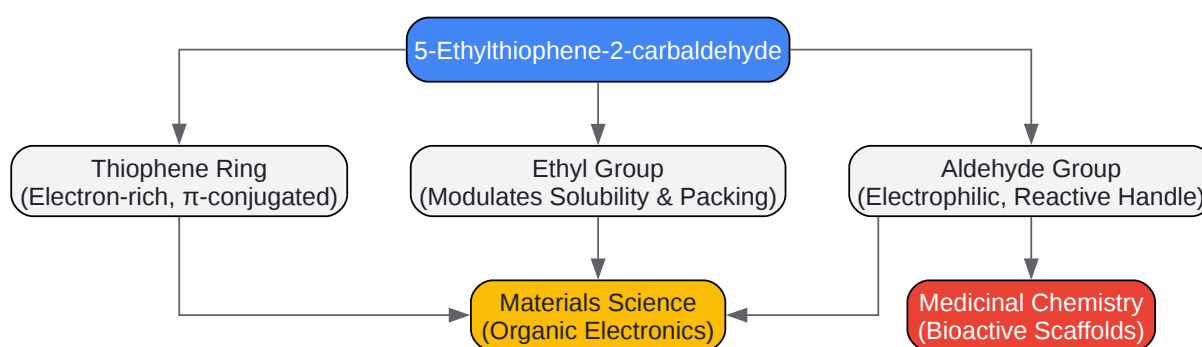 5-Ethylthiophene-2-carbaldehyde
Thiophene Ring
(Electron-rich, π-conjugated)
Ethyl Group
(Modulates Solubility & Packing)
Aldehyde Group
(Electrophilic, Reactive Handle)
Materials Science
(Organic Electronics)
Medicinal Chemistry
(Bioactive Scaffolds)